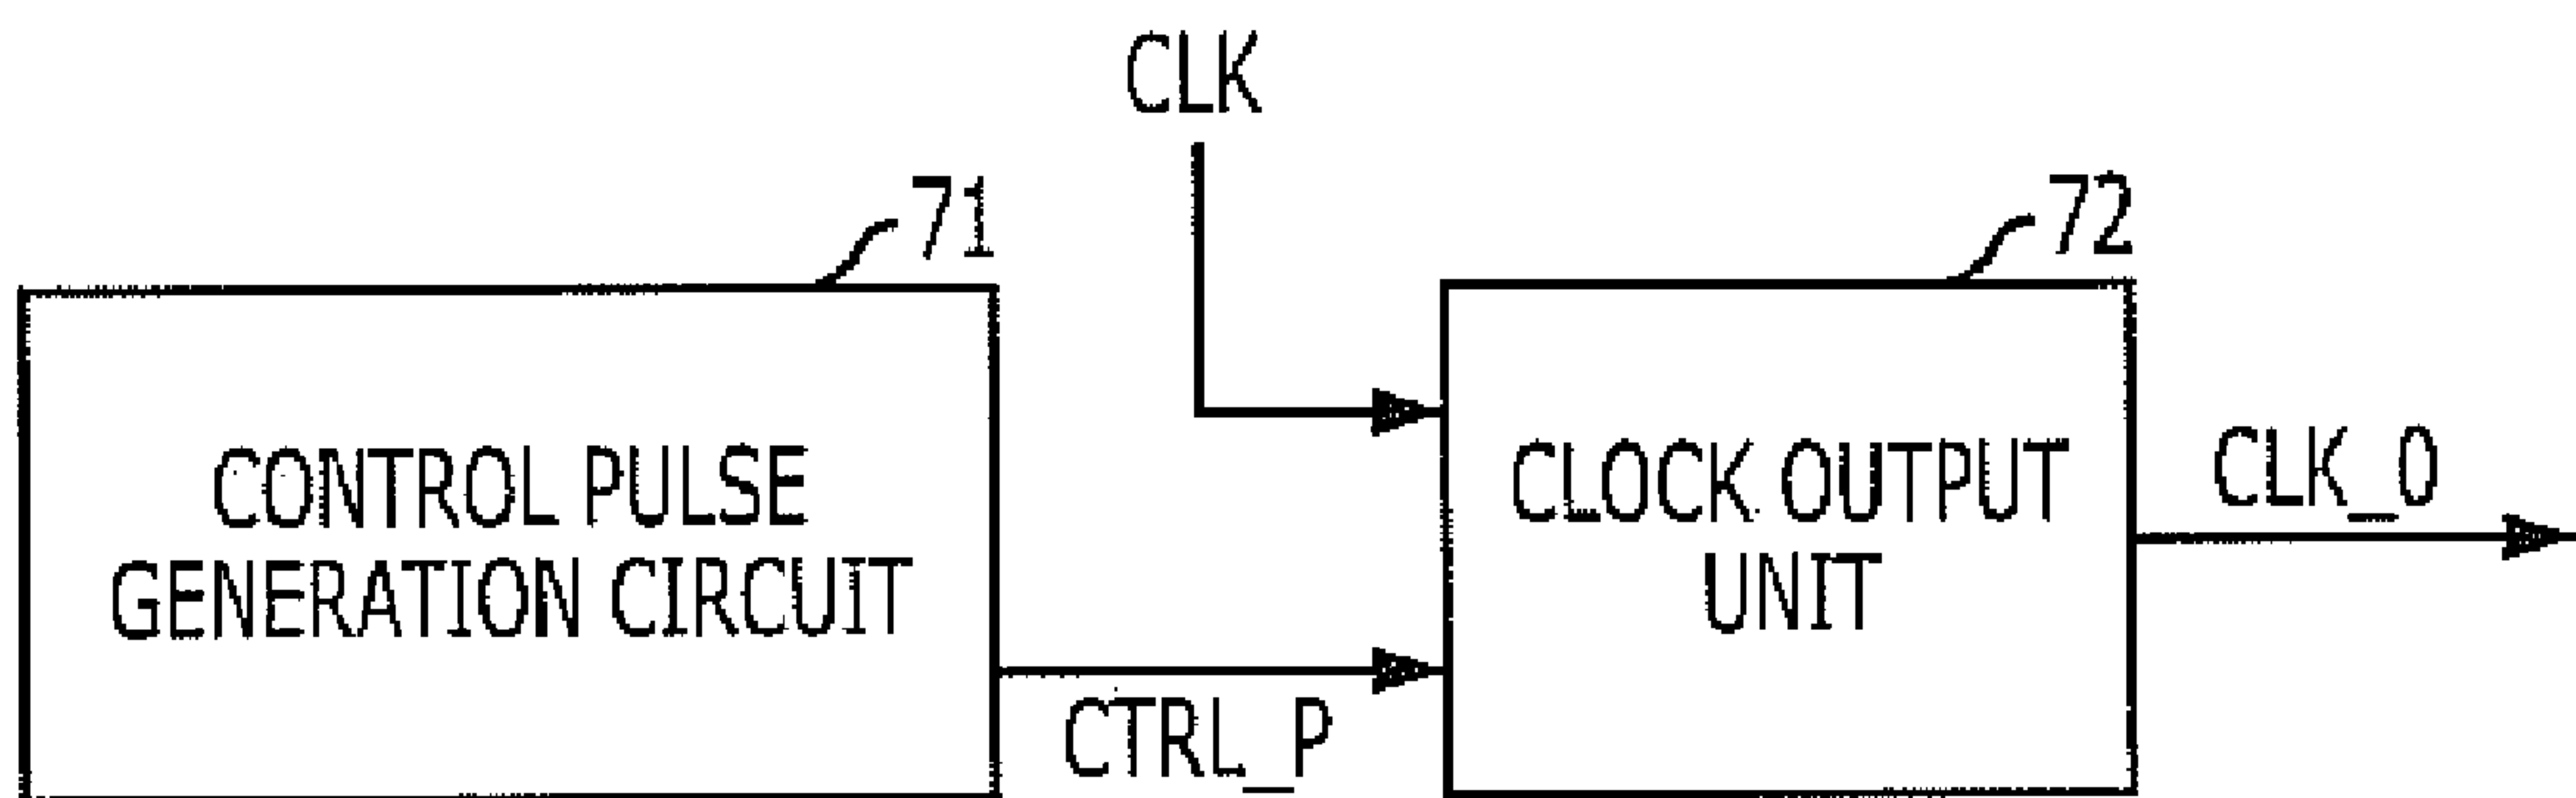 CLK
71
72
CONTROL PULSE
GENERATION CIRCUIT
CLOCK OUTPUT
UNIT
CLK_O
CTRL_P